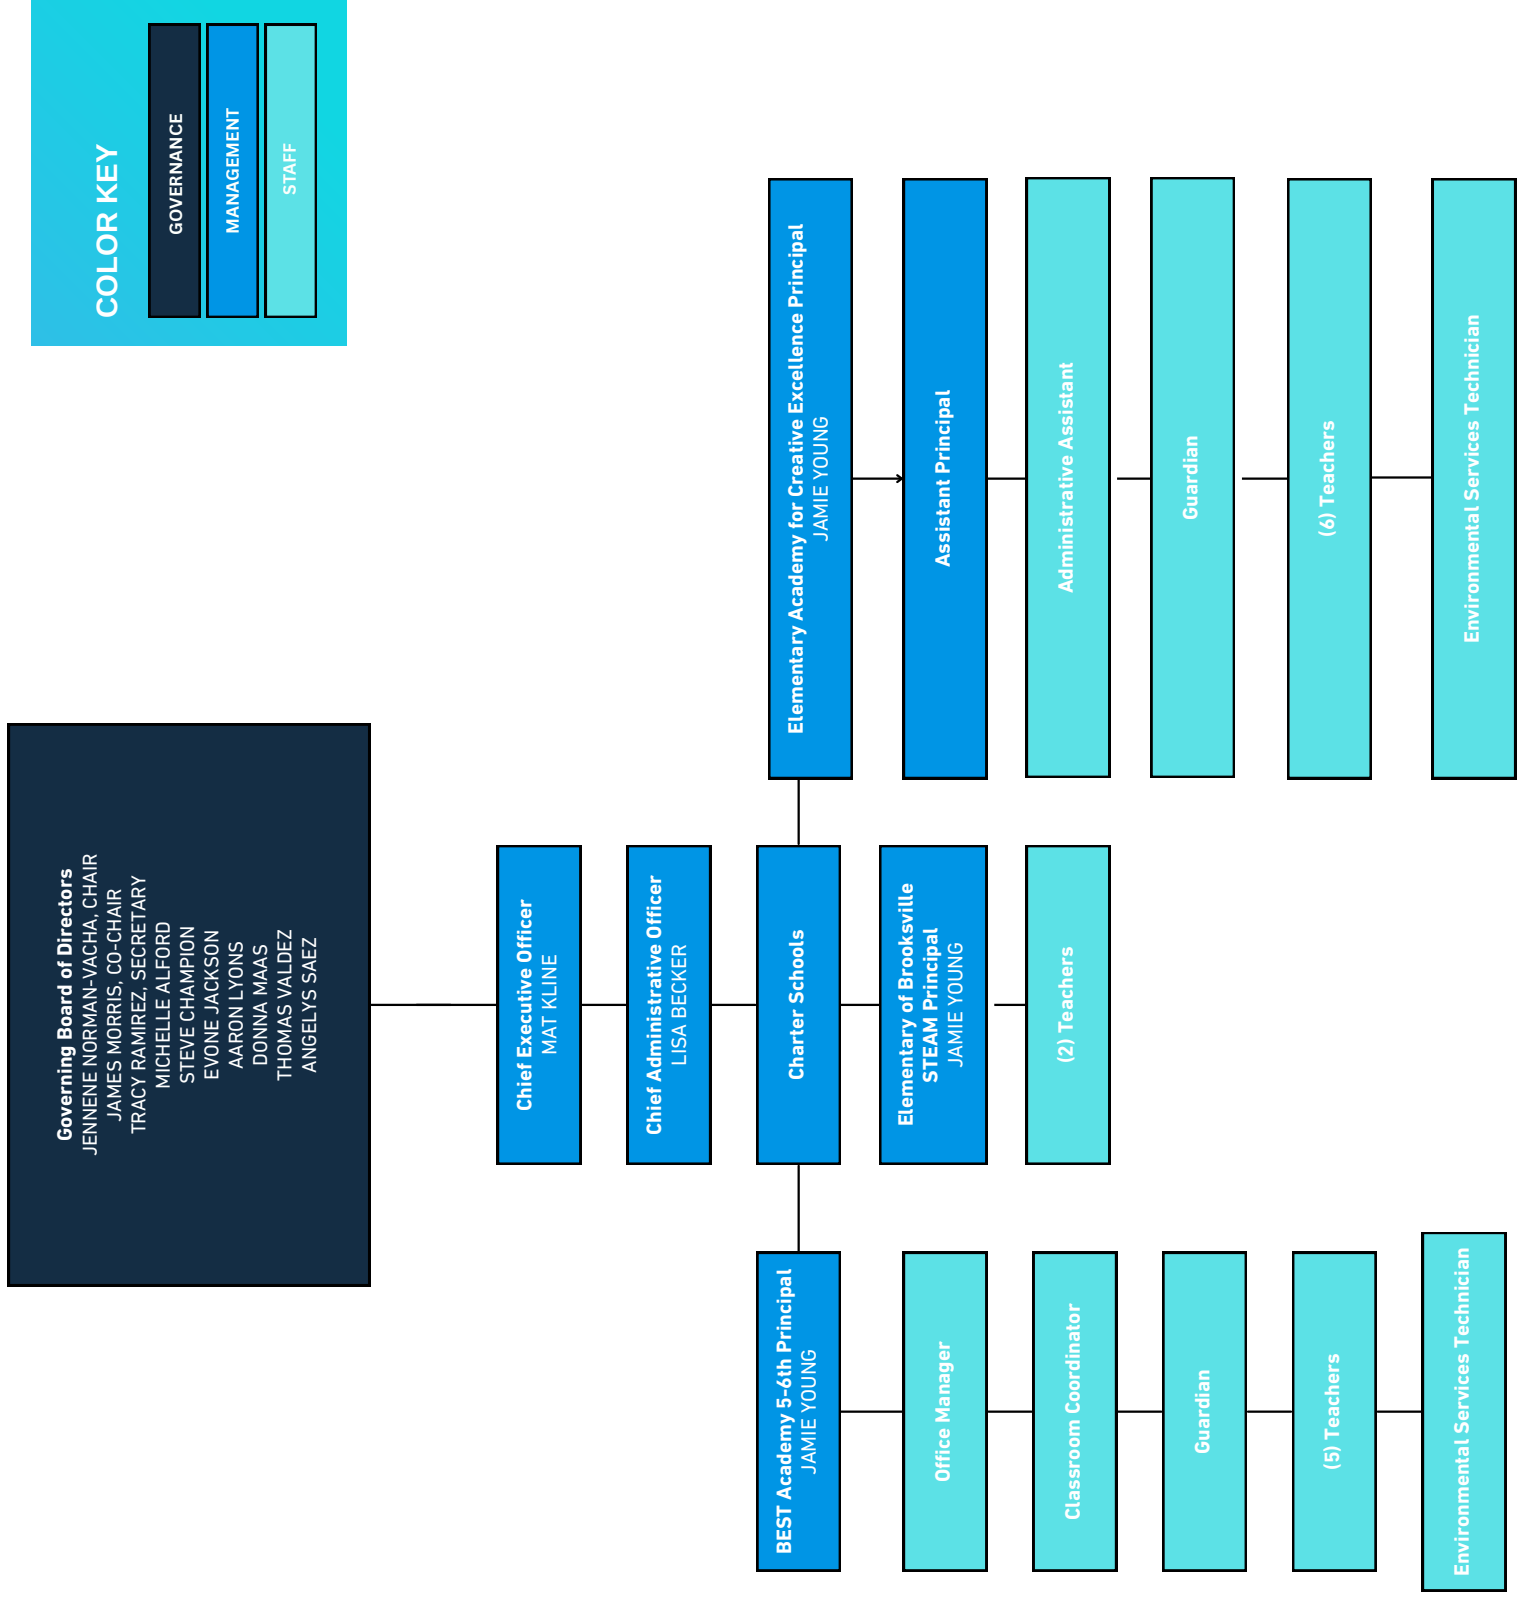 Governing Board of Directors
JENNENE NORMAN-VACHA, CHAIR
JAMES MORRIS, CO-CHAIR
TRACY RAMIREZ, SECRETARY
MICHELLE ALFORD
STEVE CHAMPION
EVONE JACKSON
AARON LYONS
DONNA MAAS
THOMAS VALDEZ
ANGELYS SAEZ
COLOR KEY
GOVERNANCE
MANAGEMENT
STAFF
Chief Executive Officer
MAT KLINE
Chief Administrative Officer
LISA BECKER
Charter Schools
BEST Academy 5-6th Principal
JAMIE YOUNG
Office Manager
Classroom Coordinator
Guardian
(5) Teachers
Environmental Services Technician
Elementary of Brooksville
STEAM Principal
JAMIE YOUNG
(2) Teachers
Elementary Academy for Creative Excellence Principal
JAMIE YOUNG
Assistant Principal
Administrative Assistant
Guardian
(6) Teachers
Environmental Services Technician